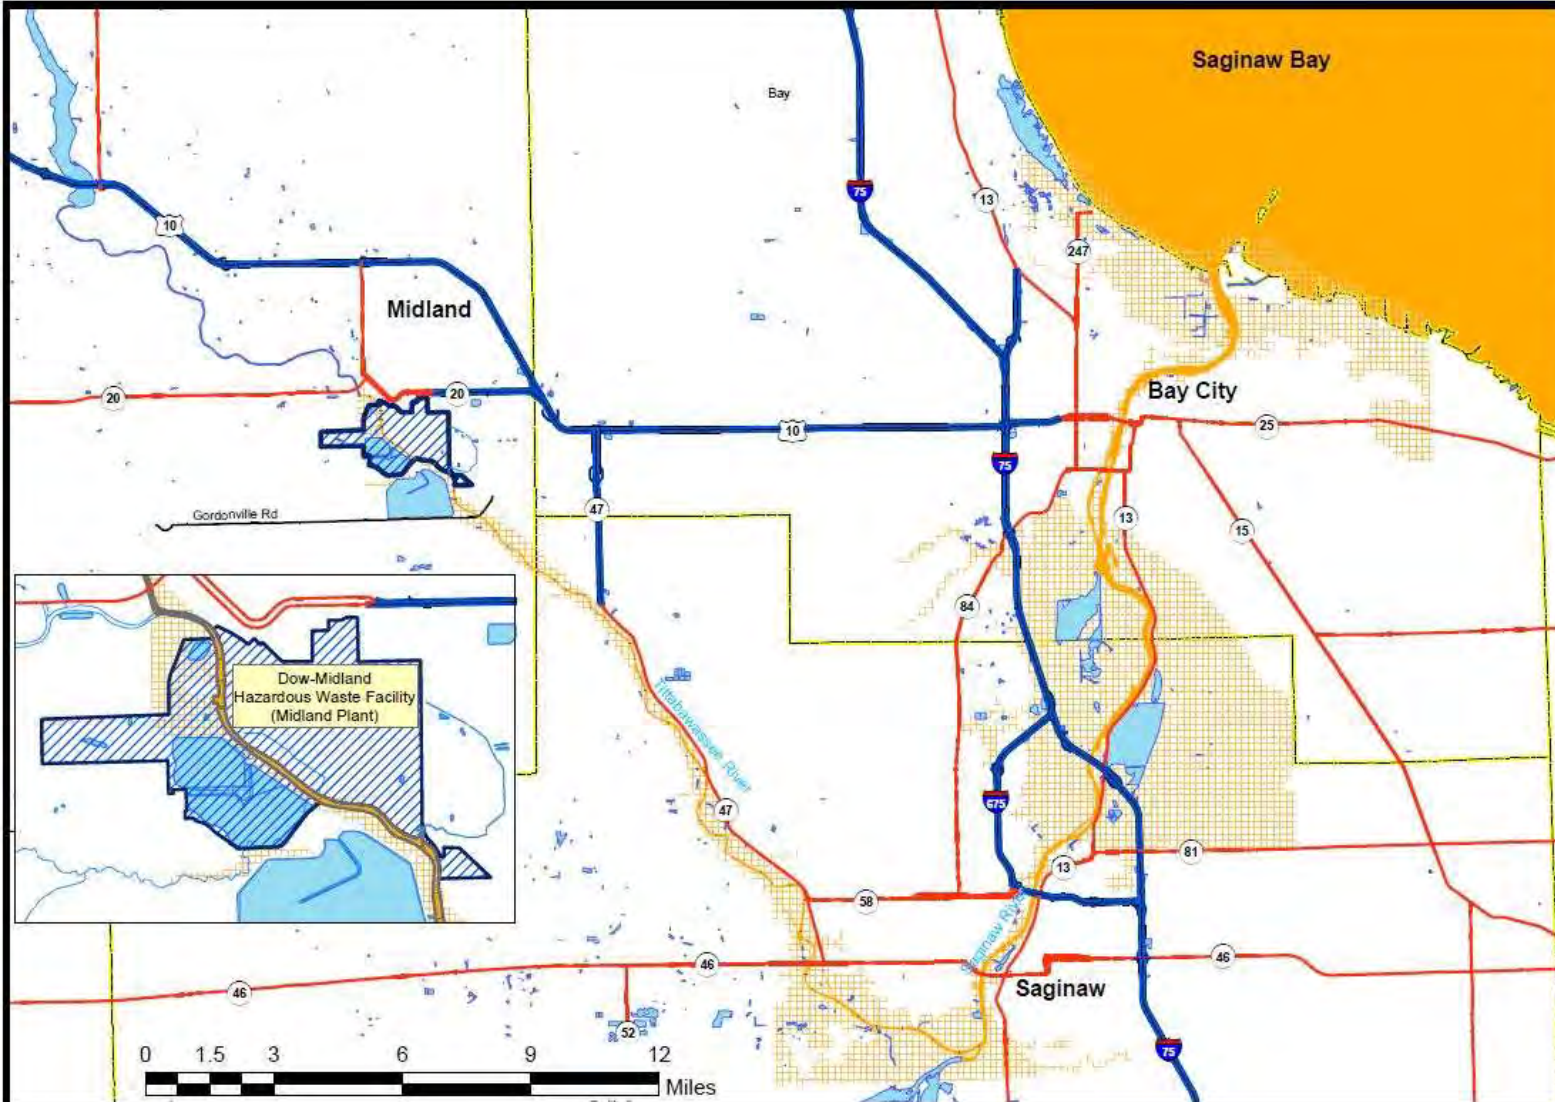 Saginaw Bay
Bay
75
13
10
247
Midland
Bay City
20
20
10
25
75
47
13
15
Gordonville Rd
84
Dow-Midland
Hazardous Waste Facility
(Midland Plant)
Tittabawassee River
675
47
81
13
58
Saginaw River
46
46
46
Saginaw
52
75
0 1.5 3 6 9 12
Miles